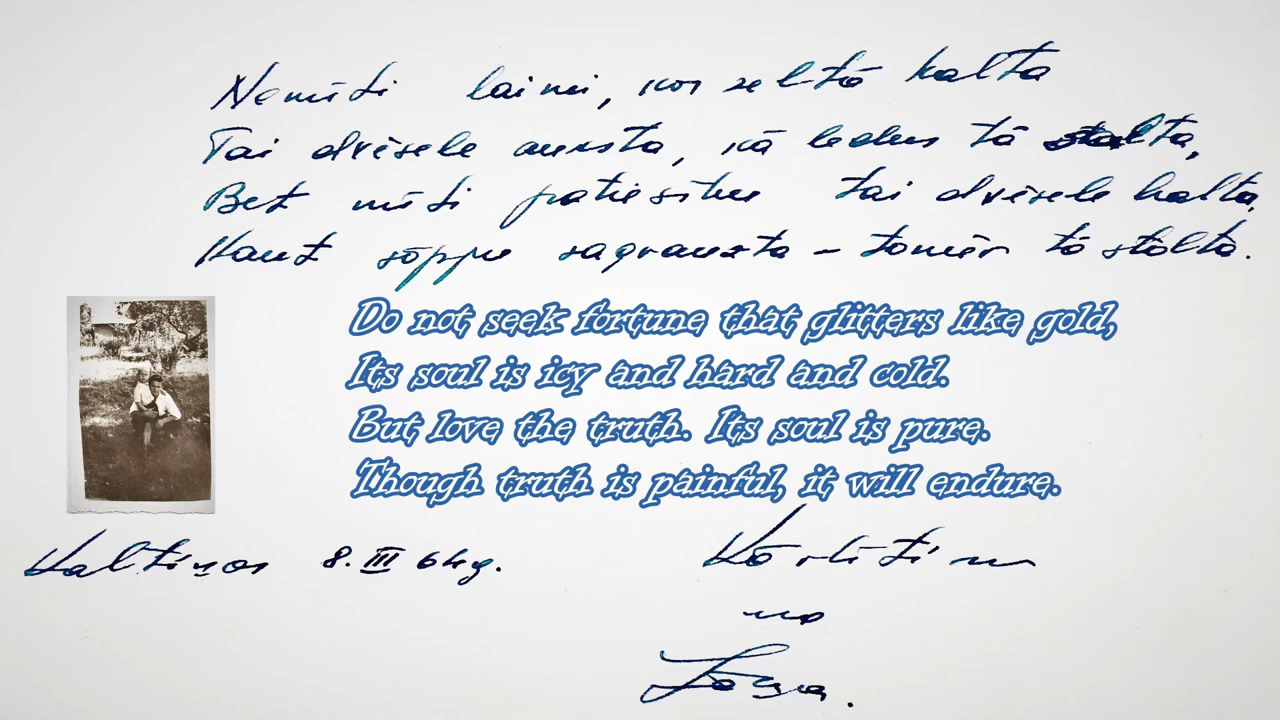 Nemīli laimi, kas zeltā kalta
Tai dvēsele auksta, kā ledus tā stalta,
Bet mīli patiesību tai dvēsele balta,
Kaut sāpju sagrauzta – tomēr tā stalta.
Do not seek fortune that glitters like gold,
Its soul is icy and hard and cold.
But love the truth. Its soul is pure.
Though truth is painful, it will endure.
8. III 64g.
no